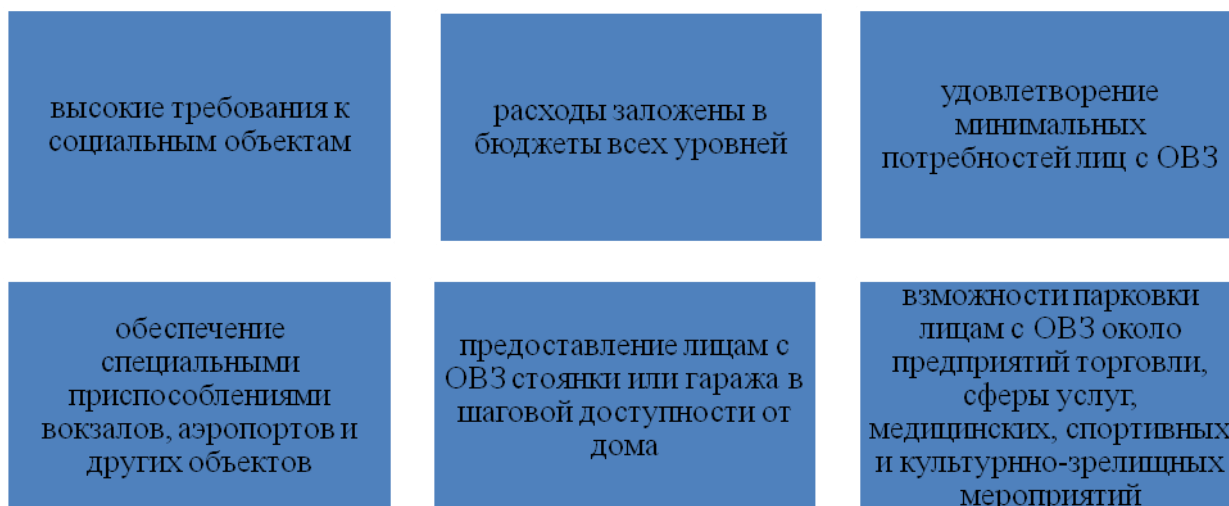 высокие требования к
социальным объектам
расходы заложены в
бюджеты всех уровней
удовлетворение
минимальных
потребностей лиц с ОВЗ
обеспечение
специальными
приспособлениями
вокзалов, аэропортов и
других объектов
предоставление лицам с
ОВЗ стоянки или гаража в
шаговой доступности от
дома
взможности парковки
лицам с ОВЗ около
предприятий торговли,
сферы услуг,
медицинских, спортивных
и культурнно-зрелищных
мероприятий